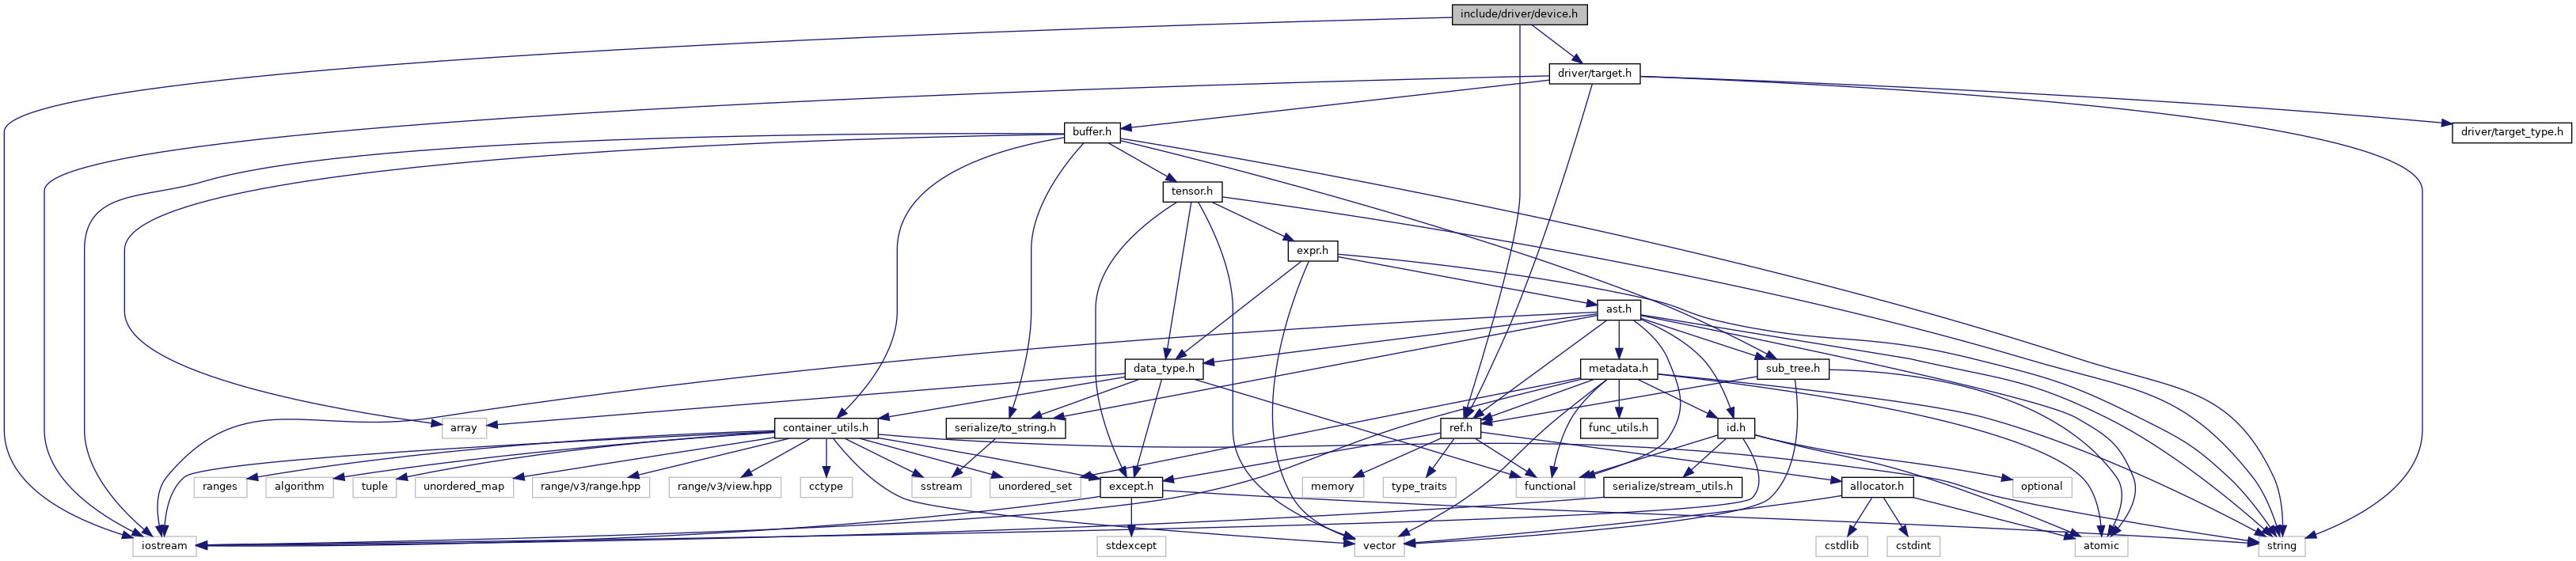 include/driver/device.h
driver/target.h
buffer.h
driver/target_type.h
tensor.h
expr.h
ast.h
data_type.h
metadata.h
sub_tree.h
array
container_utils.h
serialize/to_string.h
ref.h
func_utils.h
id.h
ranges
algorithm
tuple
unordered_map
range/v3/range.hpp
range/v3/view.hpp
cctype
sstream
unordered_set
except.h
memory
type_traits
functional
serialize/stream_utils.h
allocator.h
optional
iostream
stdexcept
vector
cstdlib
cstdint
atomic
string